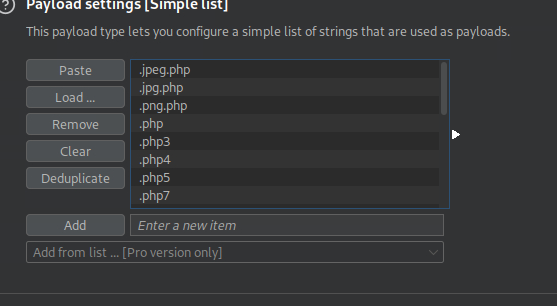 Payload settings [Simple list]
This payload type lets you configure a simple list of strings that are used as payloads.
Paste
Load ...
Remove
Clear
Deduplicate
.jpeg.php
.jpg.php
.png.php
.php
.php3
.php4
.php5
.php7
Add
Enter a new item
Add from list ... [Pro version only]